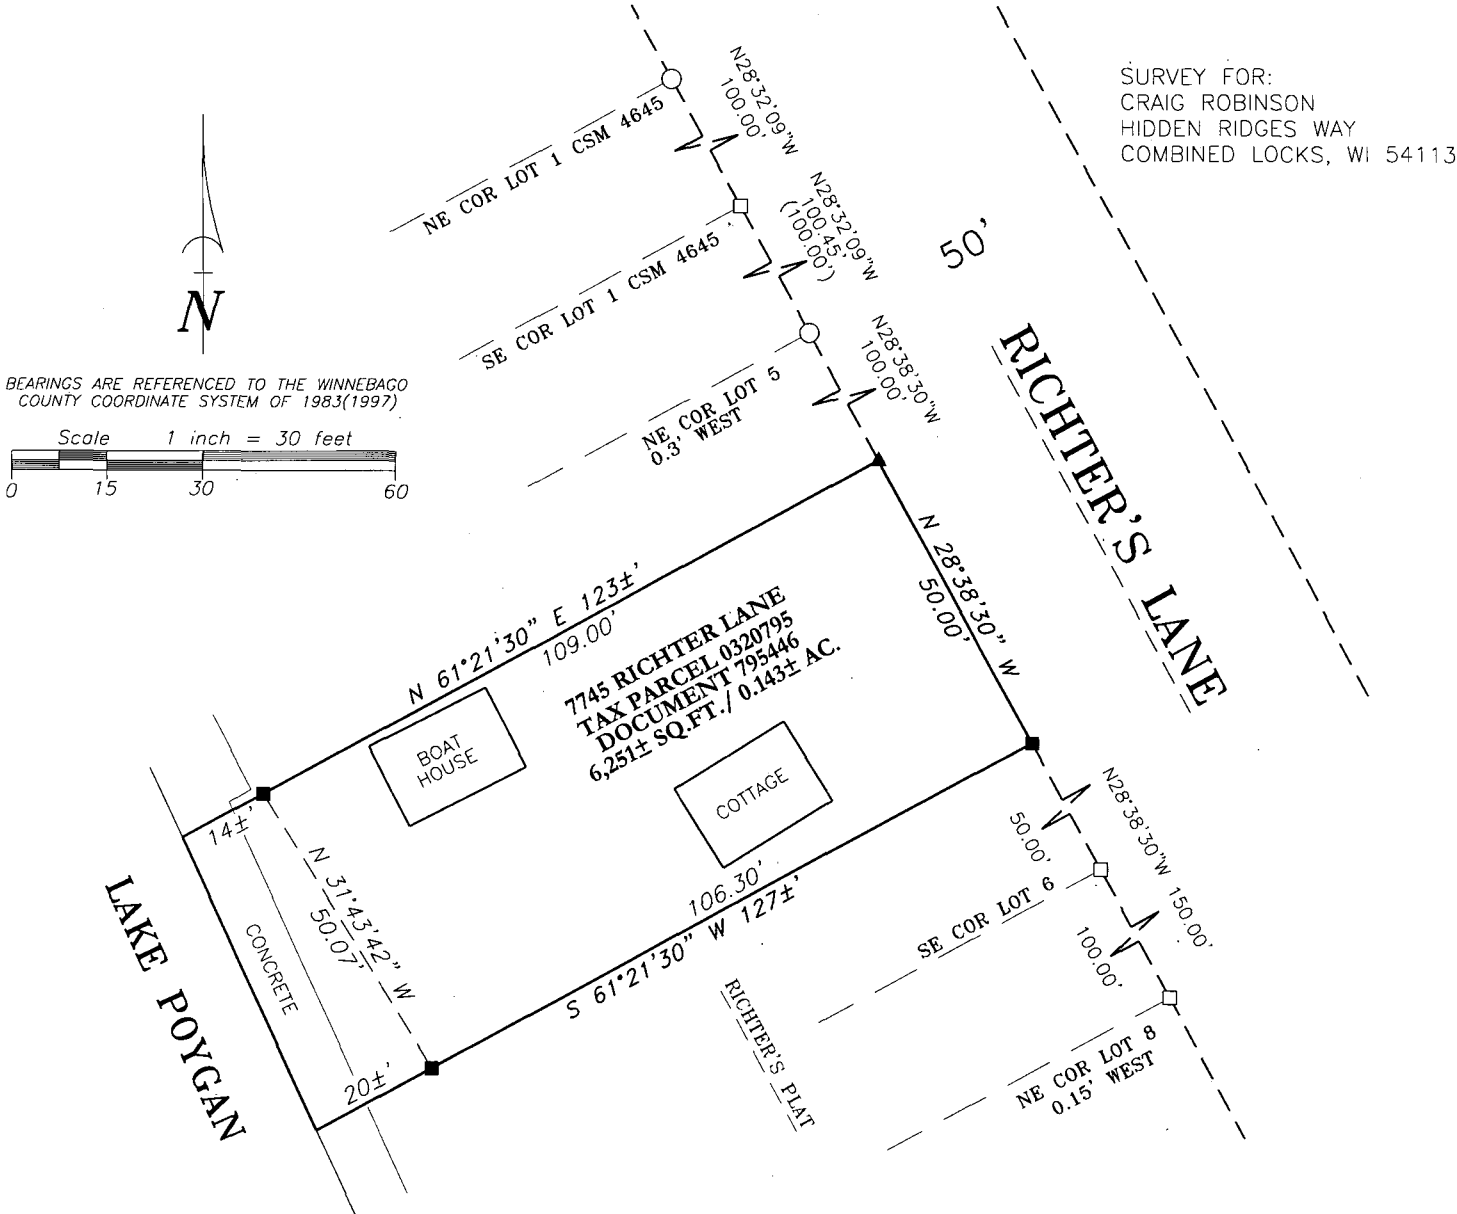 SURVEY FOR:
CRAIG ROBINSON
HIDDEN RIDGES WAY
COMBINED LOCKS, WI 54113
N28°32'09"W
100.00'
NE COR LOT 1 CSM 4645
N28°32'09"W
100.45'
(100.00')
SE COR LOT 1 CSM 4645
50'
N
BEARINGS ARE REFERENCED TO THE WINNEBAGO
COUNTY COORDINATE SYSTEM OF 1983(1997)
Scale 1 inch = 30 feet
0 15 30 60
N28°38'30"W
100.00'
NE COR LOT 5
0.3' WEST
RICHTER'S LANE
N 61°21'30" E 123±'
109.00'
N 28°38'30" W
50.00'
7745 RICHTER LANE
TAX PARCEL 0320795
DOCUMENT 795446
6,251± SQ.FT./ 0.143± AC.
BOAT
HOUSE
COTTAGE
14±'
N 31°43'42" W
50.07'
CONCRETE
LAKE POYGAN
20±'
106.30'
S 61°21'30" W 127±'
RICHTER'S PLAT
N28°38'30"W 150.00'
50.00'
SE COR LOT 6
100.00'
NE COR LOT 8
0.15' WEST